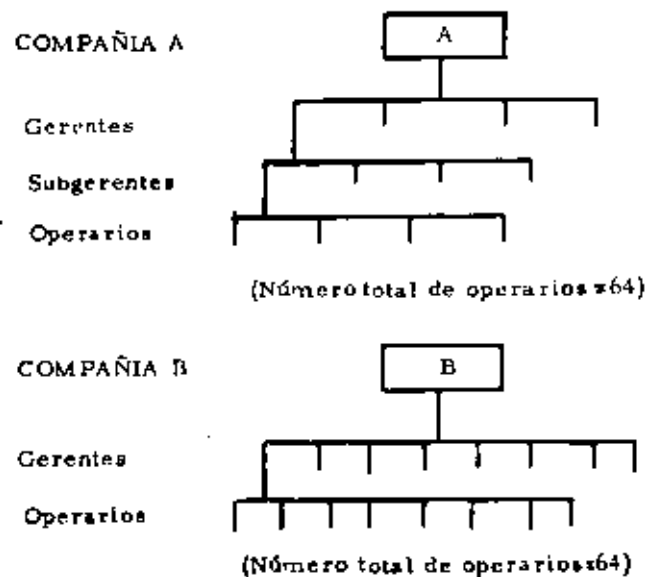 COMPAÑIA A
A
Gerentes
Subgerentes
Operarios
(Número total de operarios=64)
COMPAÑIA B
B
Gerentes
Operarios
(Número total de operarios=64)